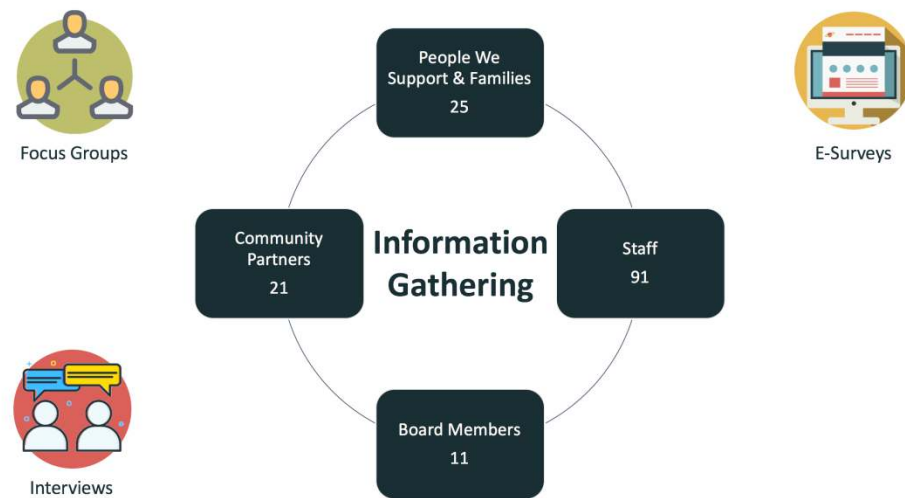 People We
Support & Families
25
Focus Groups
E-Surveys
Community
Partners
21
Information
Gathering
Staff
91
Board Members
11
Interviews